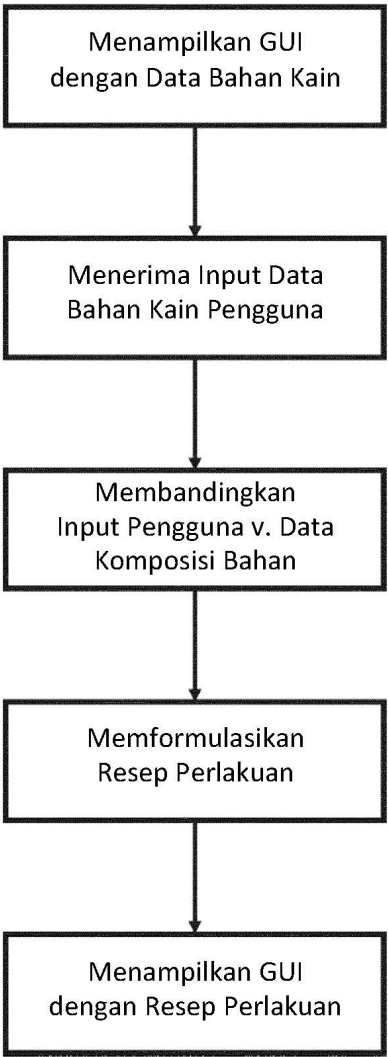 Menampilkan GUI
dengan Data Bahan Kain
Menerima Input Data
Bahan Kain Pengguna
Membandingkan
Input Pengguna v. Data
Komposisi Bahan
Memformulasikan
Resep Perlakuan
Menampilkan GUI
dengan Resep Perlakuan